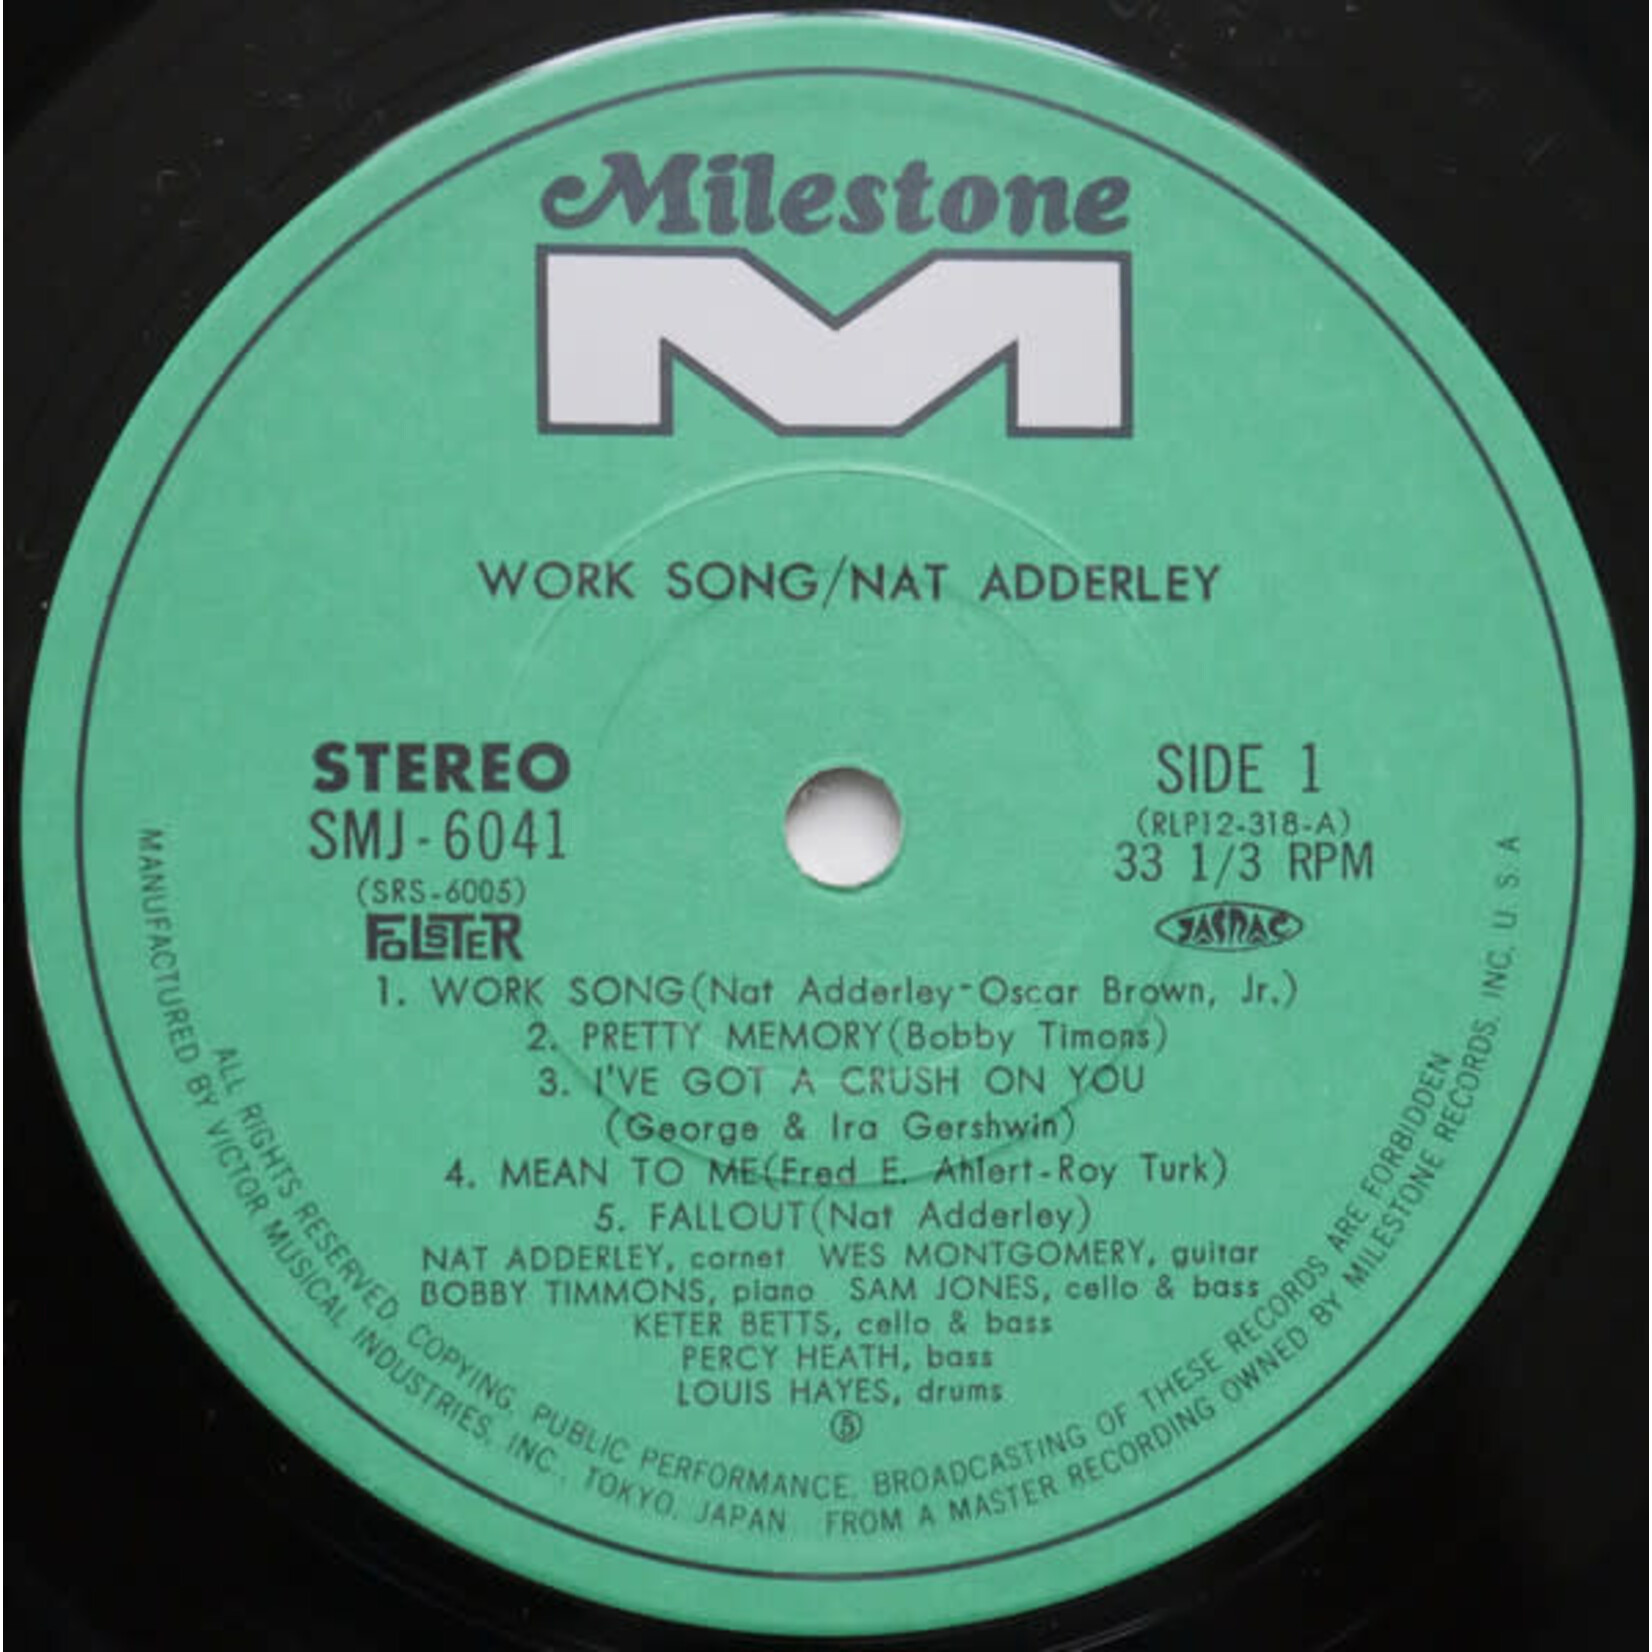 Milestone
M
WORK SONG/NAT ADDERLEY
STEREO
SMJ-6041
(SRS-6005)
FOLSTER
SIDE 1
(RLP12-318-A)
33 1/3 RPM
JASRAC
1. WORK SONG(Nat Adderley-Oscar Brown, Jr.)
2. PRETTY MEMORY(Bobby Timons)
3. I'VE GOT A CRUSH ON YOU
(George & Ira Gershwin)
4. MEAN TO ME(Fred E. Ahlert-Roy Turk)
5. FALLOUT(Nat Adderley)
NAT ADDERLEY, cornet WES MONTGOMERY, guitar
BOBBY TIMMONS, piano SAM JONES, cello & bass
KETER BETTS, cello & bass
PERCY HEATH, bass
LOUIS HAYES, drums
⑤
ALL RIGHTS RESERVED. COPYING, PUBLIC PERFORMANCE, BROADCASTING OF THESE RECORDS ARE FORBIDDEN
MANUFACTURED BY VICTOR MUSICAL INDUSTRIES, INC., TOKYO, JAPAN FROM A MASTER RECORDING OWNED BY MILESTONE RECORDS, INC. U.S.A